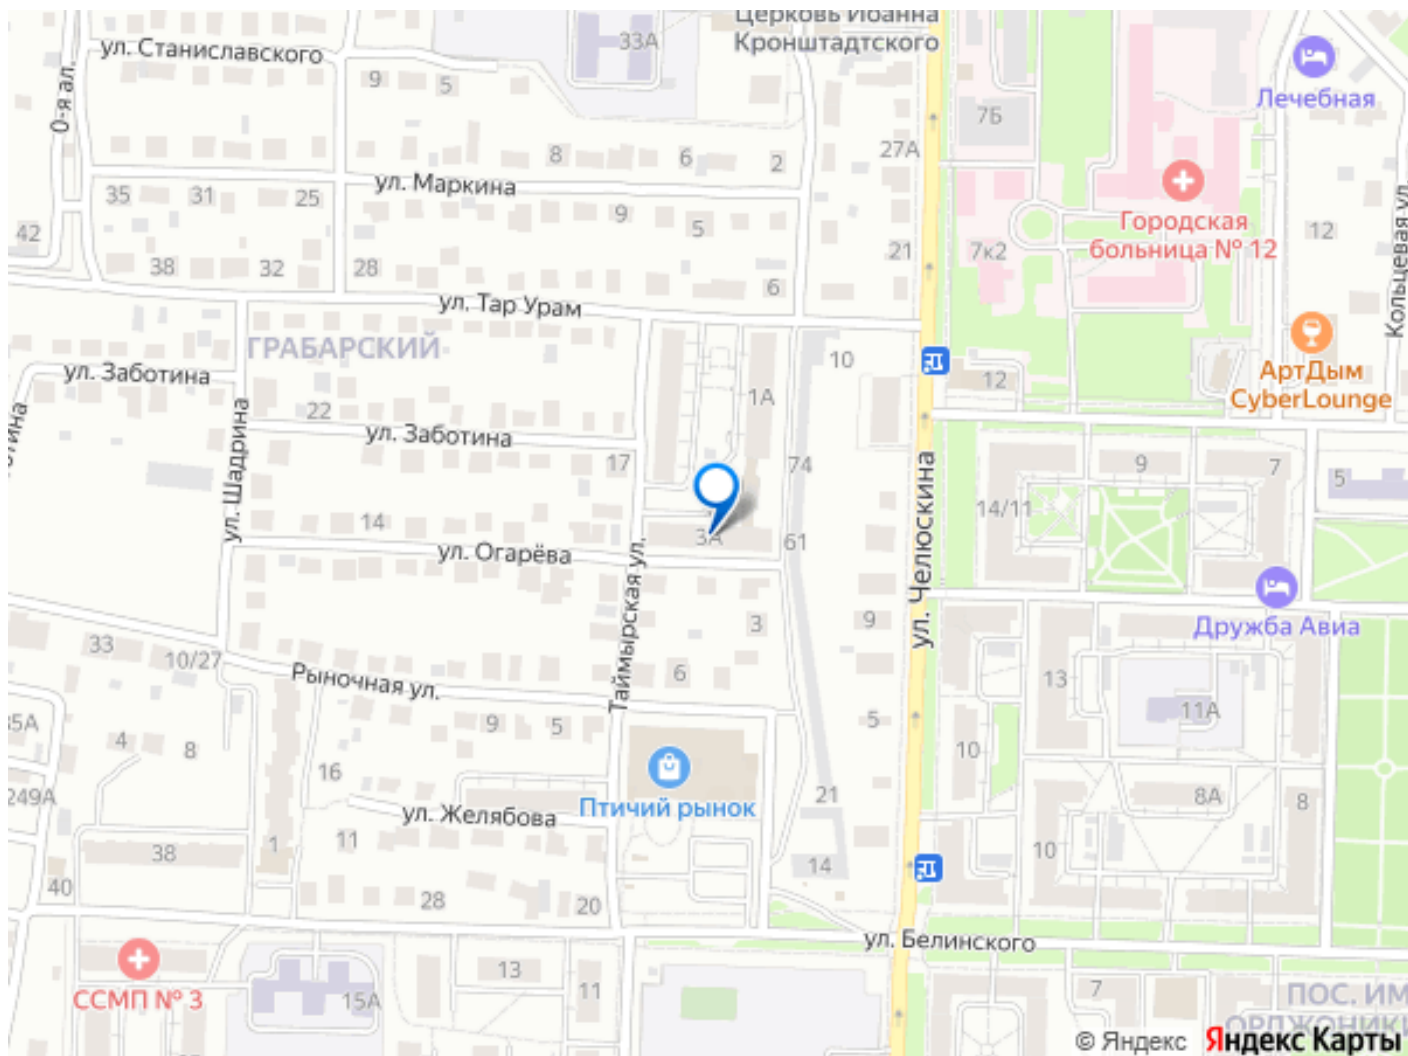 Церковь Иоанна
Кронштадтского
ул. Станиславского
33А
9
5
0-я ал.
Лечебная
7Б
27А
8
6
2
ул. Маркина
35
31
25
9
5
Городская
больница № 12
42
38
32
28
21
7к2
12
Кольцевая ул.
6
ул. Тар Урам
ГРАБАРСКИЙ
10
12
АртДым
CyberLounge
ул. Заботина
1А
22
ул. Заботина
17
74
9
7
5
ул. Шадрина
14/11
14
3А
61
ул. Огарёва
Таймырская ул.
ул. Челюскина
3
9
Дружба Авиа
33
10/27
Рыночная ул.
6
13
11А
9
5
5
4
8
10
16
Птичий рынок
249А
21
8А
8
ул. Желябова
11
1
38
14
10
40
28
20
ул. Белинского
ССМП № 3
13
11
15А
7
ПОС. ИМ
ОРДЖОНИКИ
© Яндекс
Яндекс Карты